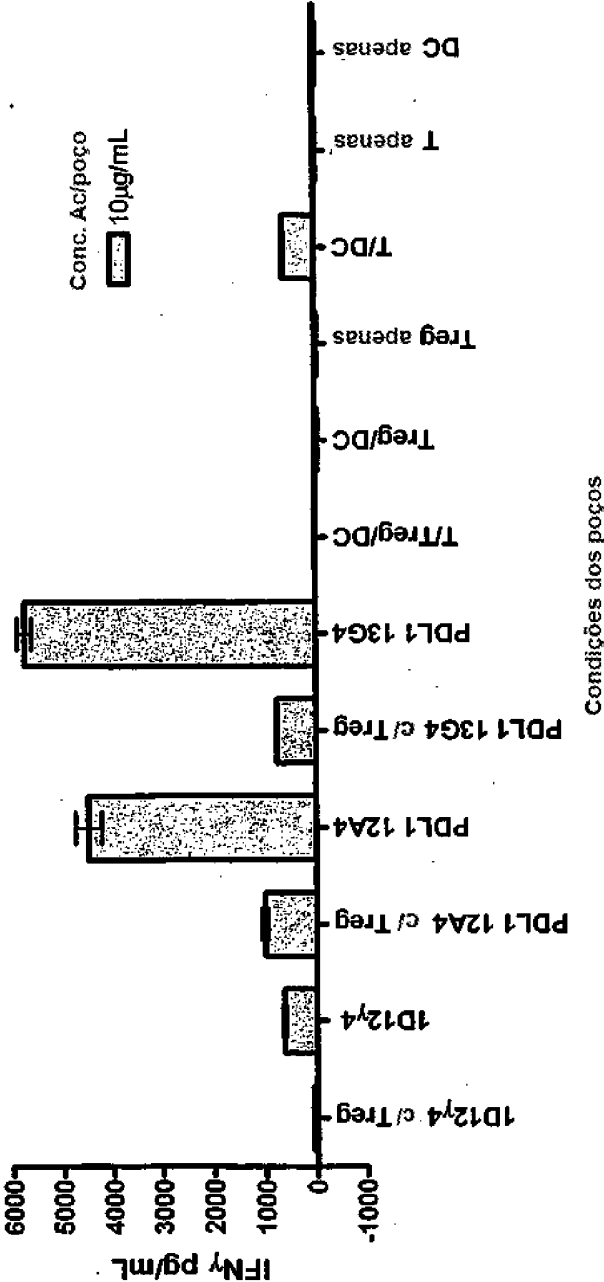 Conc. Ac/poço
10µg/mL
IFNγ pg/mL
6000
5000
4000
3000
2000
1000
0
-1000
1D12γ4 c/ Treg
1D12γ4
PDL1 12A4 c/ Treg
PDL1 12A4
PDL1 13G4 c/ Treg
PDL1 13G4
T/Treg/DC
Treg/DC
Treg apenas
T/DC
T apenas
DC apenas
Condições dos poços